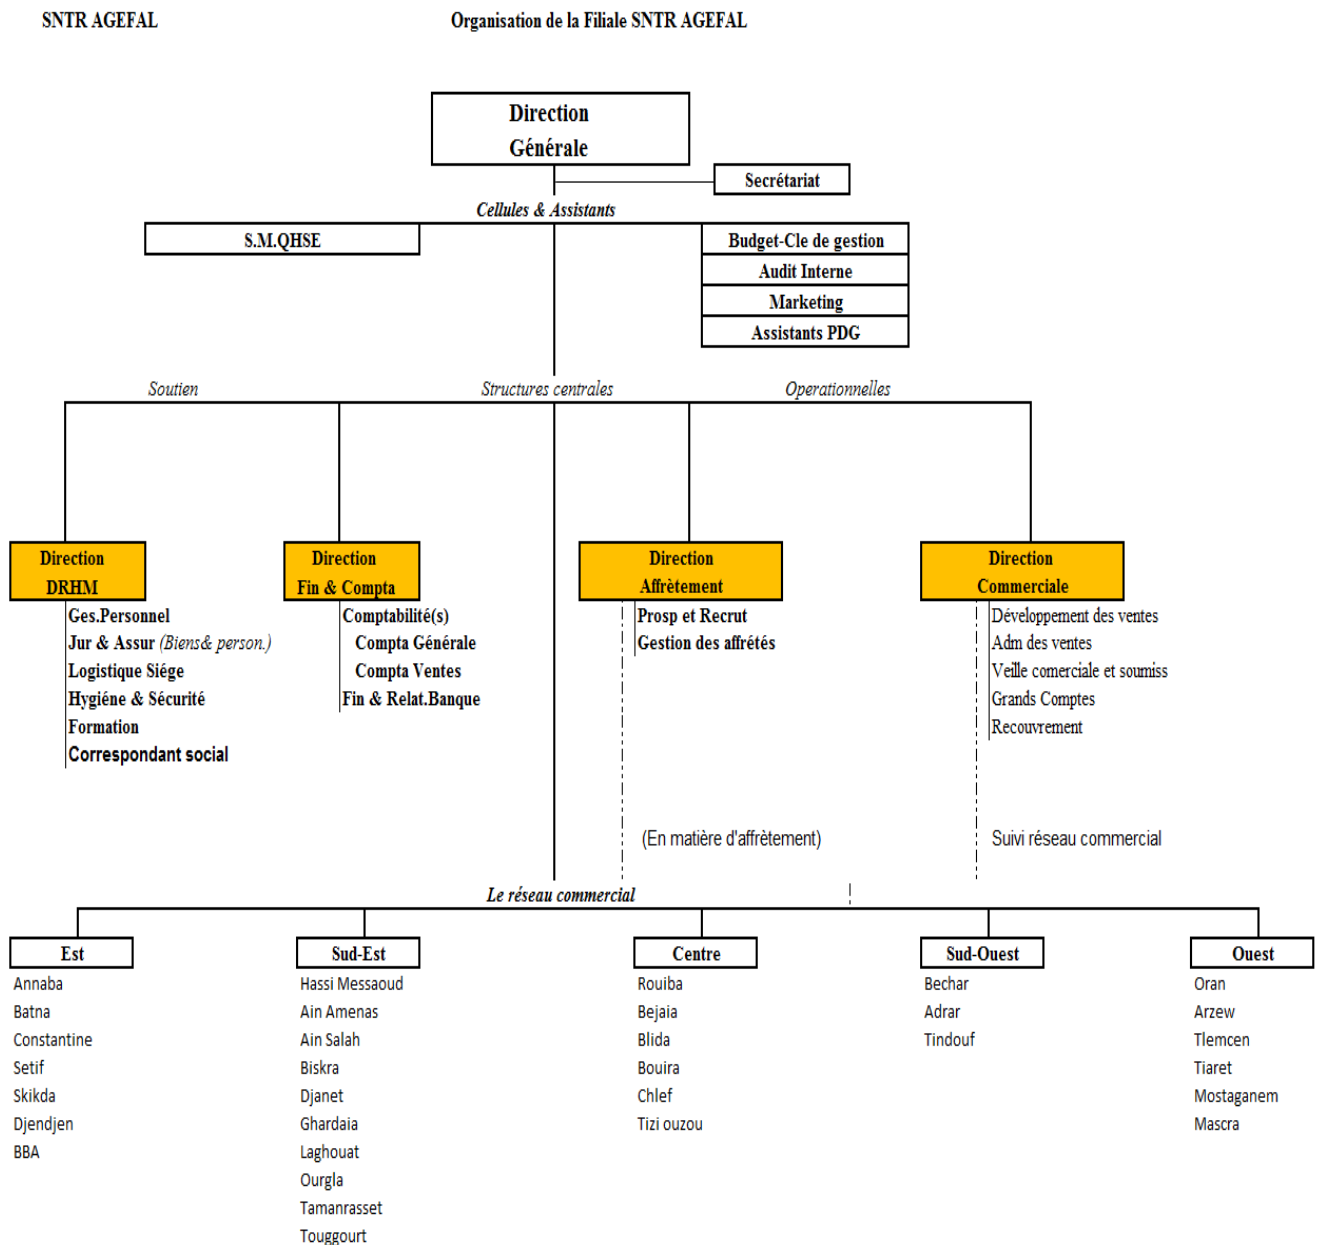 SNTR AGEFAL
Organisation de la Filiale SNTR AGEFAL
Direction
Générale
Secrétariat
Cellules & Assistants
S.M.QHSE
Budget-Cle de gestion
Audit Interne
Marketing
Assistants PDG
Soutien
Structures centrales
Operationnelles
Direction
DRHM
Ges.Personnel
Jur & Assur (Biens& person.)
Logistique Siége
Hygiéne & Sécurité
Formation
Correspondant social
Direction
Fin & Compta
Comptabilité(s)
Compta Générale
Compta Ventes
Fin & Relat.Banque
Direction
Affrètement
Prosp et Recrut
Gestion des affrétés
(En matière d'affrètement)
Direction
Commerciale
Développement des ventes
Adm des ventes
Veille comerciale et soumiss
Grands Comptes
Recouvrement
Suivi réseau commercial
Le réseau commercial
Est
Annaba
Batna
Constantine
Setif
Skikda
Djendjen
BBA
Sud-Est
Hassi Messaoud
Ain Amenas
Ain Salah
Biskra
Djanet
Ghardaia
Laghouat
Ourgla
Tamanrasset
Touggourt
Centre
Rouiba
Bejaia
Blida
Bouira
Chlef
Tizi ouzou
Sud-Ouest
Bechar
Adrar
Tindouf
Ouest
Oran
Arzew
Tlemcen
Tiaret
Mostaganem
Mascra